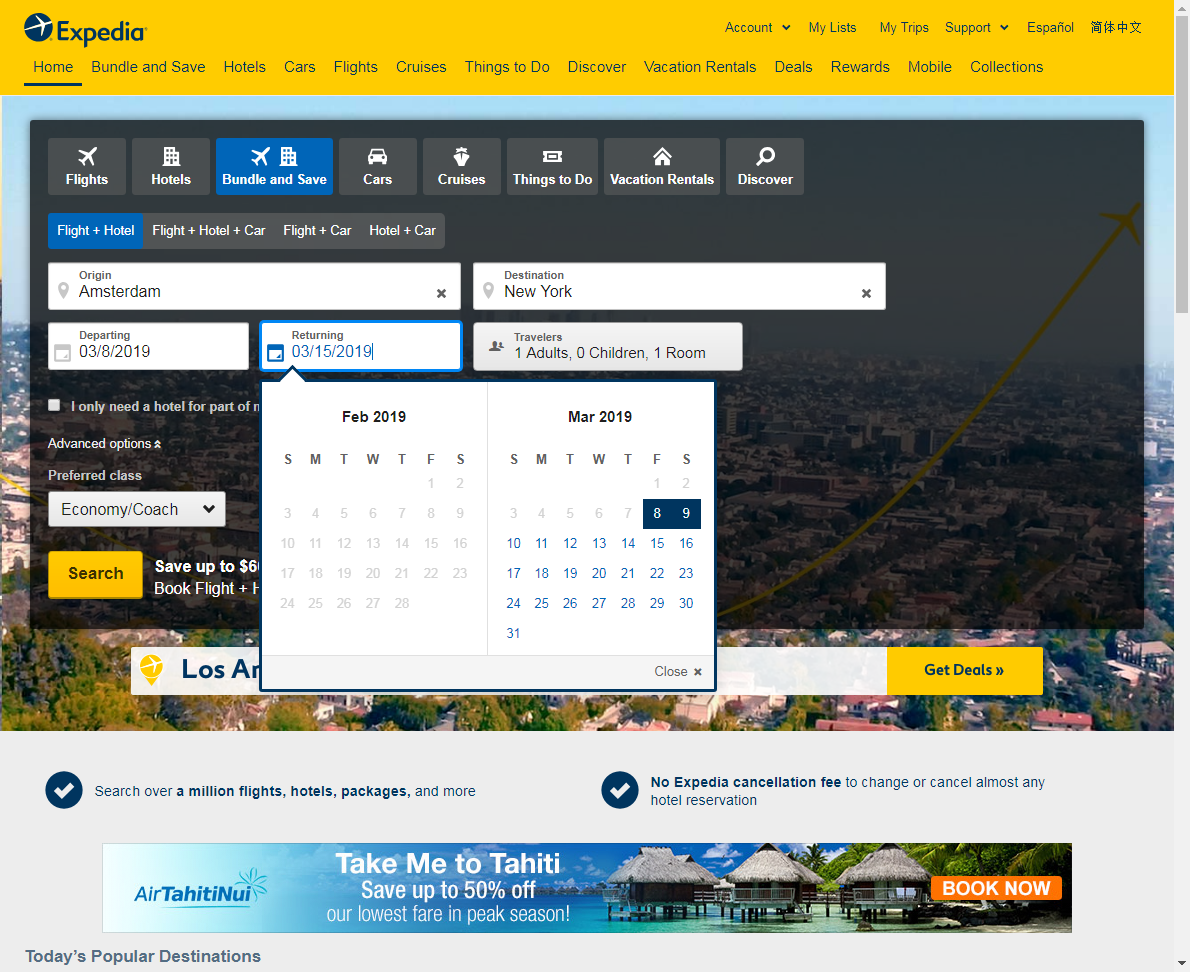 Expedia
Account
My Lists
My Trips
Support
Español
简体中文
Home
Bundle and Save
Hotels
Cars
Flights
Cruises
Things to Do
Discover
Vacation Rentals
Deals
Rewards
Mobile
Collections
Flights
Hotels
Bundle and Save
Cars
Cruises
Things to Do
Vacation Rentals
Discover
Flight + Hotel
Flight + Hotel + Car
Flight + Car
Hotel + Car
Origin
Amsterdam
Destination
New York
Departing
03/8/2019
Returning
03/15/2019
Travelers
1 Adults, 0 Children, 1 Room
I only need a hotel for part of
Advanced options
Preferred class
Economy/Coach
Search
Save up to
Book Flight +
Feb 2019
S M T W T F S
1 2
3 4 5 6 7 8 9
10 11 12 13 14 15 16
17 18 19 20 21 22 23
24 25 26 27 28
Mar 2019
S M T W T F S
1 2
3 4 5 6 7 8 9
10 11 12 13 14 15 16
17 18 19 20 21 22 23
24 25 26 27 28 29 30
31
Close ×
Los
Get Deals »
Search over a million flights, hotels, packages, and more
No Expedia cancellation fee to change or cancel almost any
hotel reservation
AirTahitiNui
Take Me to Tahiti
Save up to 50% off
our lowest fare in peak season!
BOOK NOW
Today's Popular Destinations